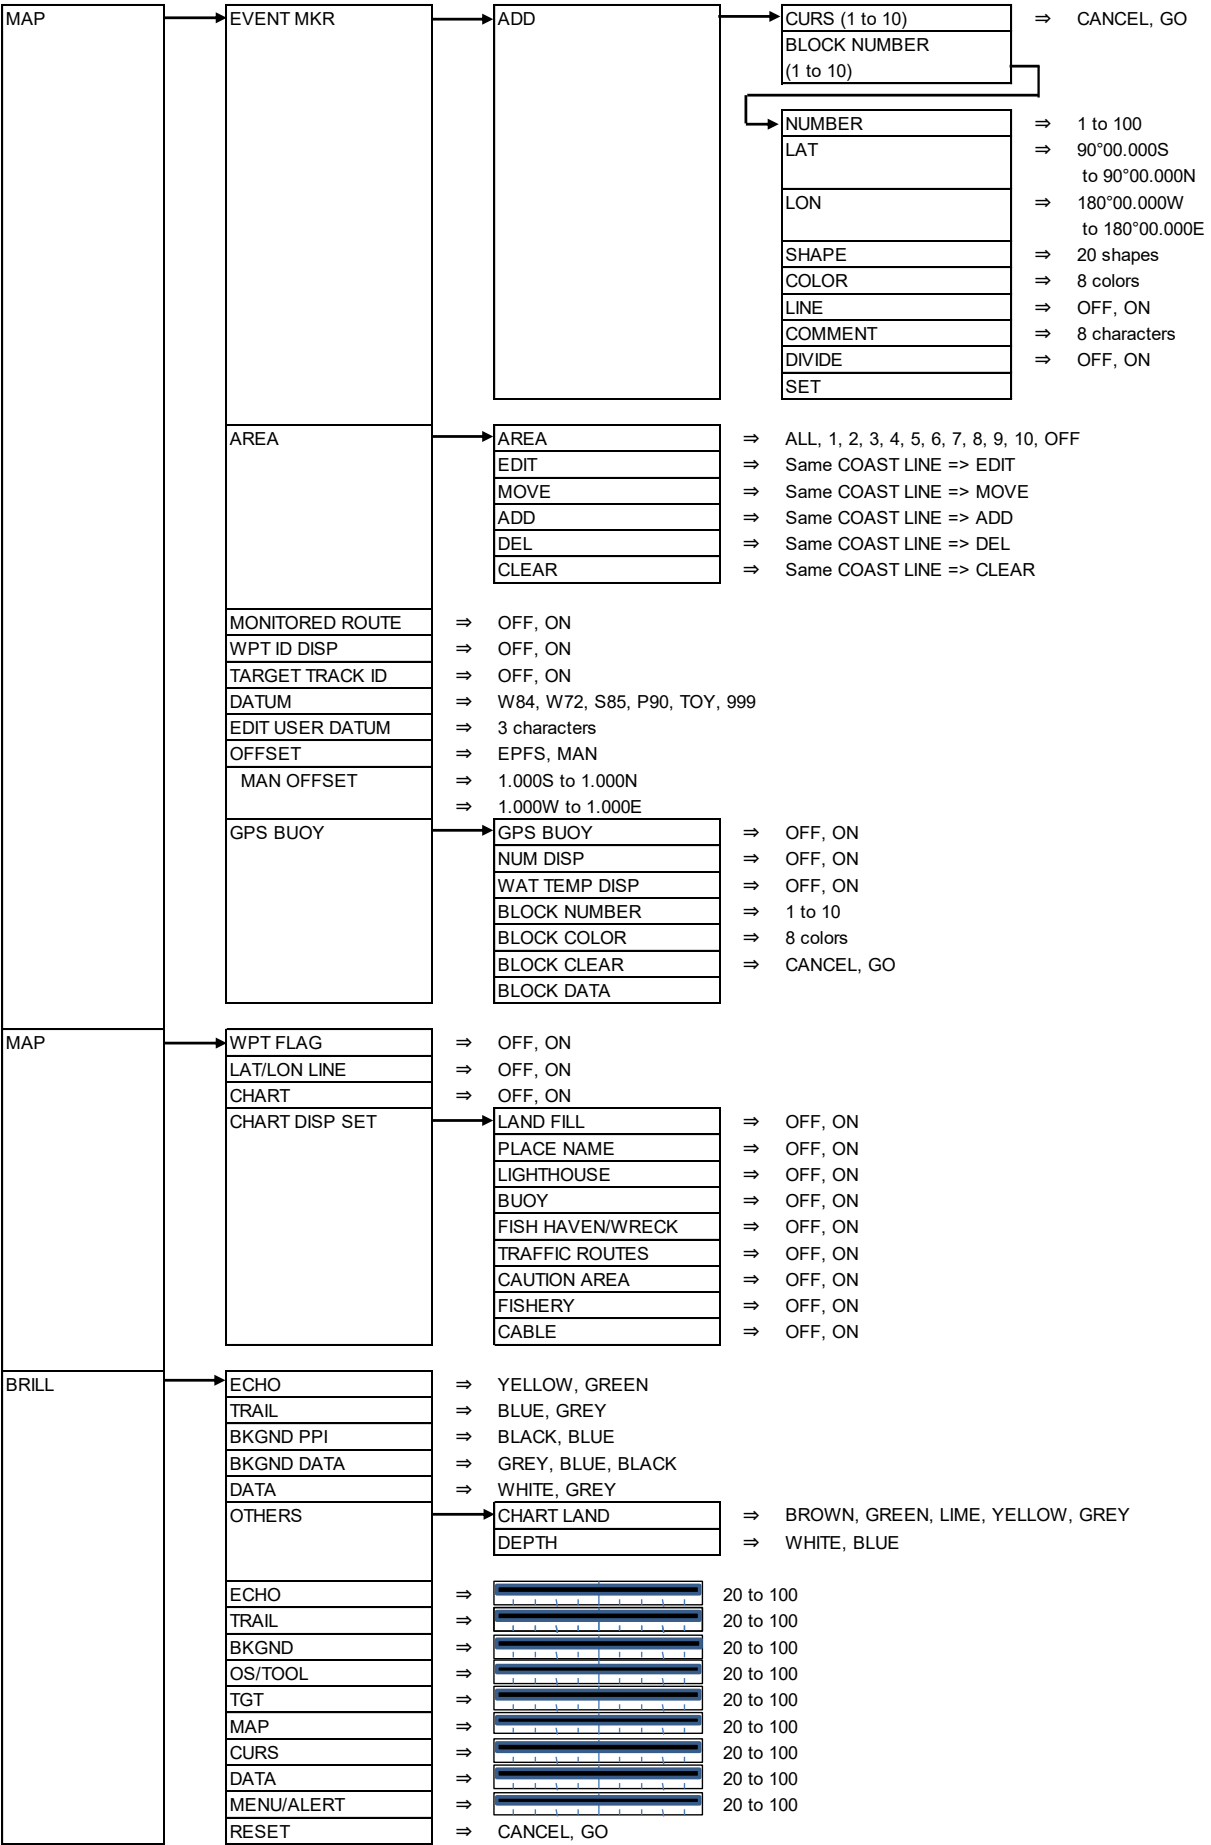 MAP EVENT MKR ADD CURS (1 to 10) ⇒ CANCEL, GO
BLOCK NUMBER
(1 to 10)
NUMBER ⇒ 1 to 100
LAT ⇒ 90°00.000S
to 90°00.000N
LON ⇒ 180°00.000W
to 180°00.000E
SHAPE ⇒ 20 shapes
COLOR ⇒ 8 colors
LINE ⇒ OFF, ON
COMMENT ⇒ 8 characters
DIVIDE ⇒ OFF, ON
SET
AREA AREA ⇒ ALL, 1, 2, 3, 4, 5, 6, 7, 8, 9, 10, OFF
EDIT ⇒ Same COAST LINE => EDIT
MOVE ⇒ Same COAST LINE => MOVE
ADD ⇒ Same COAST LINE => ADD
DEL ⇒ Same COAST LINE => DEL
CLEAR ⇒ Same COAST LINE => CLEAR
MONITORED ROUTE ⇒ OFF, ON
WPT ID DISP ⇒ OFF, ON
TARGET TRACK ID ⇒ OFF, ON
DATUM ⇒ W84, W72, S85, P90, TOY, 999
EDIT USER DATUM ⇒ 3 characters
OFFSET ⇒ EPFS, MAN
MAN OFFSET ⇒ 1.000S to 1.000N
⇒ 1.000W to 1.000E
GPS BUOY GPS BUOY ⇒ OFF, ON
NUM DISP ⇒ OFF, ON
WAT TEMP DISP ⇒ OFF, ON
BLOCK NUMBER ⇒ 1 to 10
BLOCK COLOR ⇒ 8 colors
BLOCK CLEAR ⇒ CANCEL, GO
BLOCK DATA
MAP WPT FLAG ⇒ OFF, ON
LAT/LON LINE ⇒ OFF, ON
CHART ⇒ OFF, ON
CHART DISP SET LAND FILL ⇒ OFF, ON
PLACE NAME ⇒ OFF, ON
LIGHTHOUSE ⇒ OFF, ON
BUOY ⇒ OFF, ON
FISH HAVEN/WRECK ⇒ OFF, ON
TRAFFIC ROUTES ⇒ OFF, ON
CAUTION AREA ⇒ OFF, ON
FISHERY ⇒ OFF, ON
CABLE ⇒ OFF, ON
BRILL ECHO ⇒ YELLOW, GREEN
TRAIL ⇒ BLUE, GREY
BKGND PPI ⇒ BLACK, BLUE
BKGND DATA ⇒ GREY, BLUE, BLACK
DATA ⇒ WHITE, GREY
OTHERS CHART LAND ⇒ BROWN, GREEN, LIME, YELLOW, GREY
DEPTH ⇒ WHITE, BLUE
ECHO ⇒ 20 to 100
TRAIL ⇒ 20 to 100
BKGND ⇒ 20 to 100
OS/TOOL ⇒ 20 to 100
TGT ⇒ 20 to 100
MAP ⇒ 20 to 100
CURS ⇒ 20 to 100
DATA ⇒ 20 to 100
MENU/ALERT ⇒ 20 to 100
RESET ⇒ CANCEL, GO